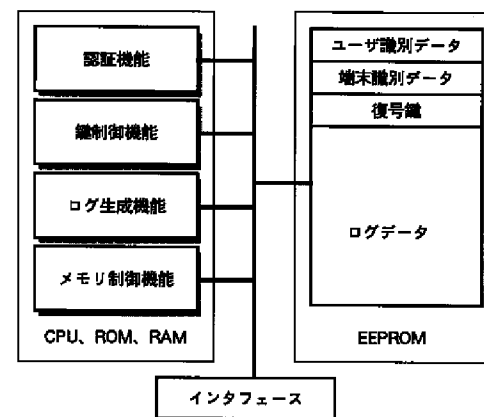 認証機能
鍵制御機能
ログ生成機能
メモリ制御機能
CPU、ROM、RAM
ユーザ識別データ
端末識別データ
復号鍵
ログデータ
EEPROM
インタフェース